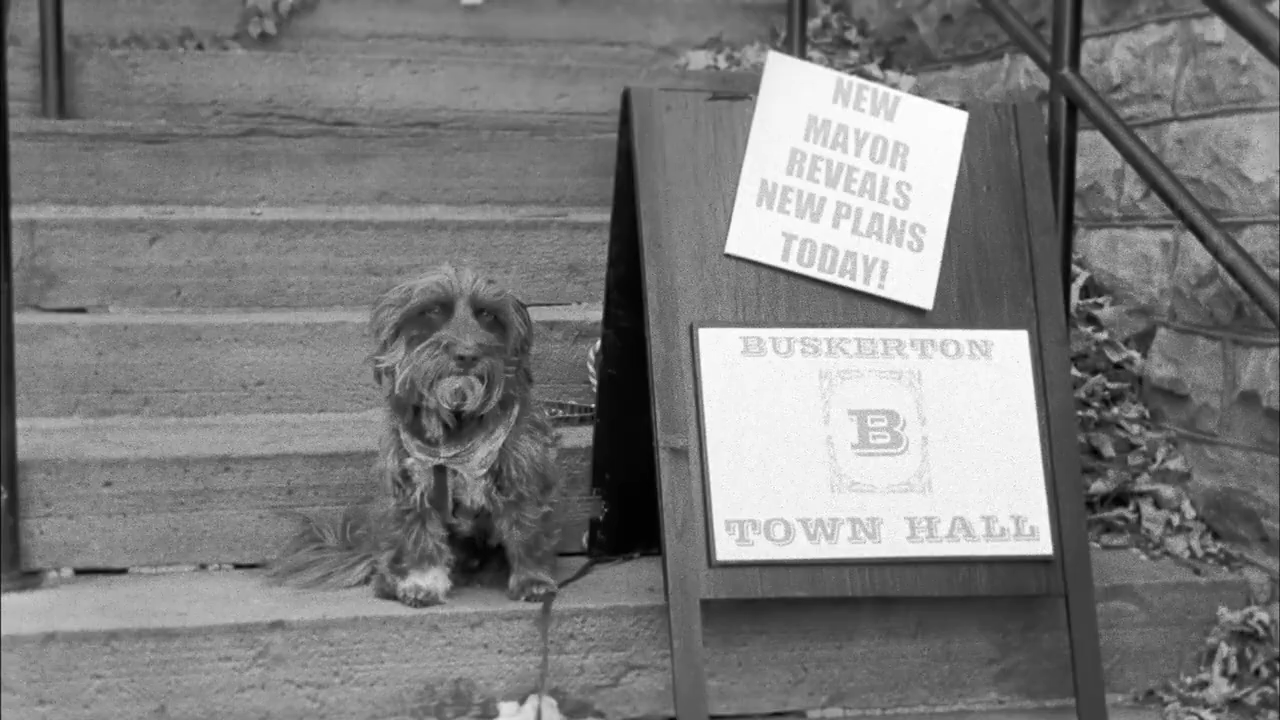 NEW
MAYOR
REVEALS
NEW PLANS
TODAY!
BUSKERTON
B
TOWN HALL